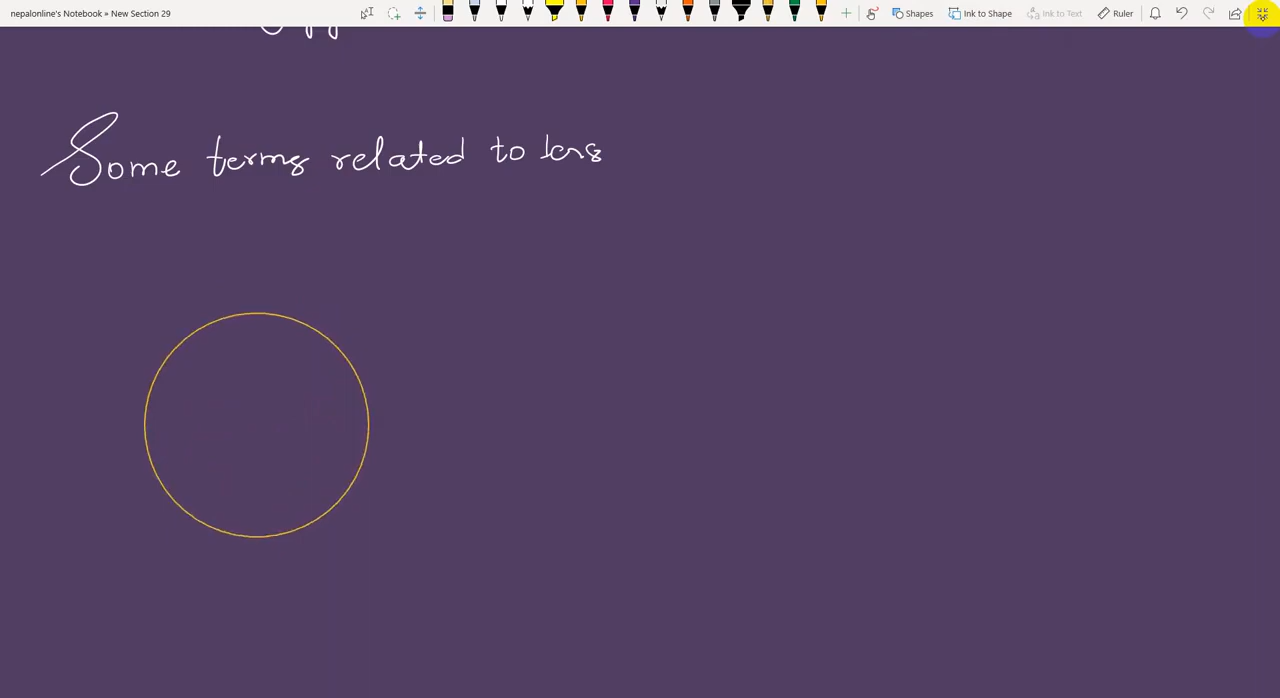 nepalonline's Notebook » New Section 29
Shapes
Ink to Shape
Ink to Text
Ruler
Some terms related to lens